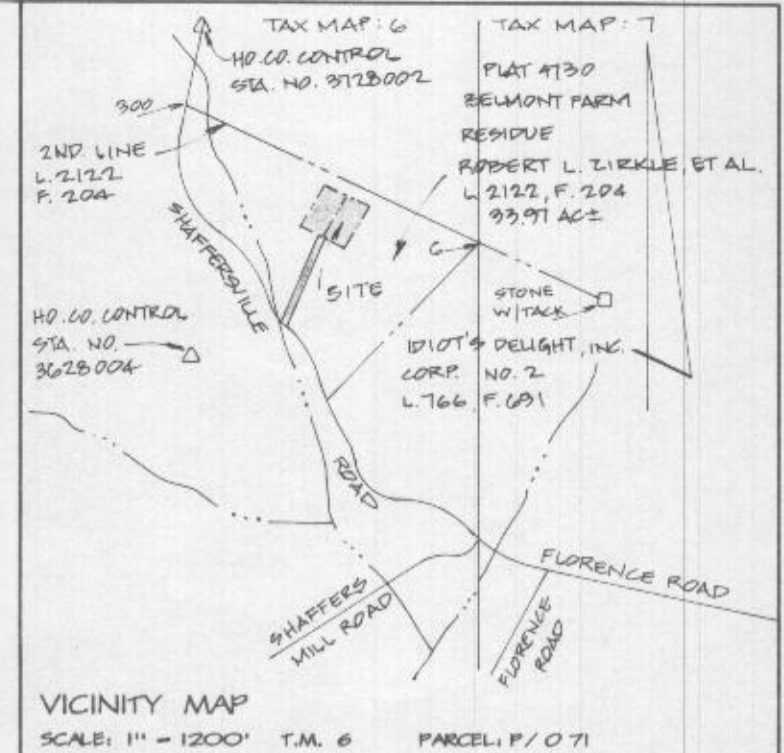 TAX MAP: 6
TAX MAP: 7
HO. CO. CONTROL
STA. NO. 3728002
300
2ND LINE
L. 2122
F. 204
PLAT 4730
BELMONT FARM
RESIDUE
ROBERT L. ZIRKLE, ET AL.
L 2122, F. 204
33.97 AC±
SHAFFERSVILLE
SITE
6
STONE
W/TACK
HO. CO. CONTROL
STA. NO.
3628004
IDIOT'S DELIGHT, INC.
CORP. NO. 2
L. 766 F. 691
ROAD
SHAFFERS
MILL ROAD
FLORENCE ROAD
FLORENCE
ROAD
VICINITY MAP
SCALE: 1" = 1200' T.M. 6 PARCEL: P/O 71